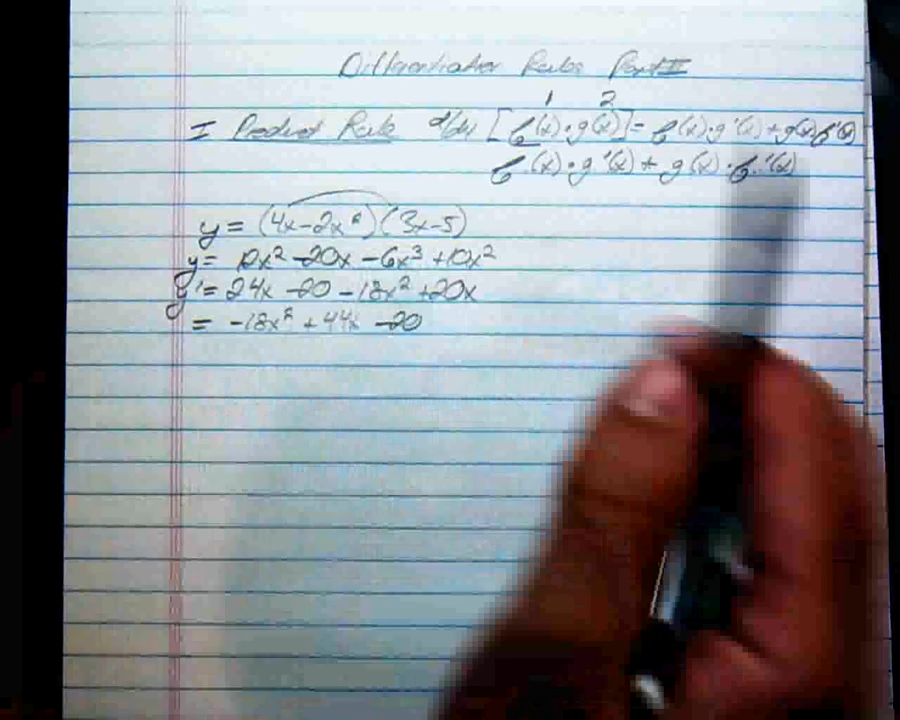 Differentiation Rules Part II
1 2
I Product Rule d/dx [f(x)·g(x)] = f(x)·g'(x)+g(x)f'(x)
f(x)·g'(x) + g(x)·f'(x)
y = (4x-2x²)(3x-5)
y = 12x² -20x -6x³ +10x²
y' = 24x -20 -18x² +20x
= -18x² +44x -20